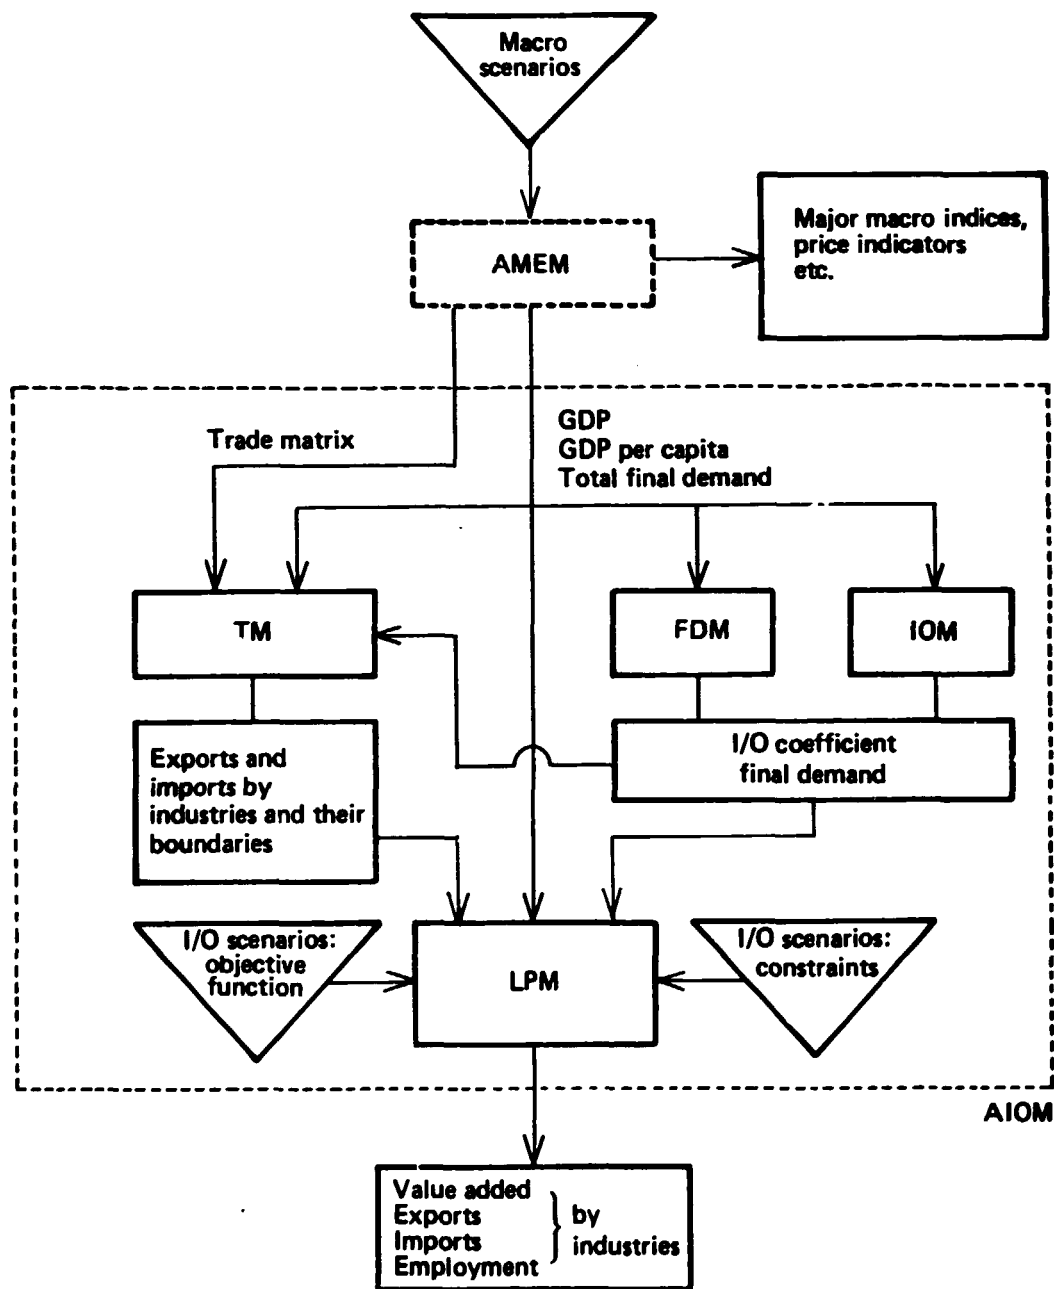 Macro
scenarios
AMEM
Major macro indices,
price indicators
etc.
Trade matrix
GDP
GDP per capita
Total final demand
TM
FDM
IOM
Exports and
imports by
industries and their
boundaries
I/O coefficient
final demand
I/O scenarios:
objective
function
LPM
I/O scenarios:
constraints
AIOM
Value added
Exports
Imports
Employment
by
industries